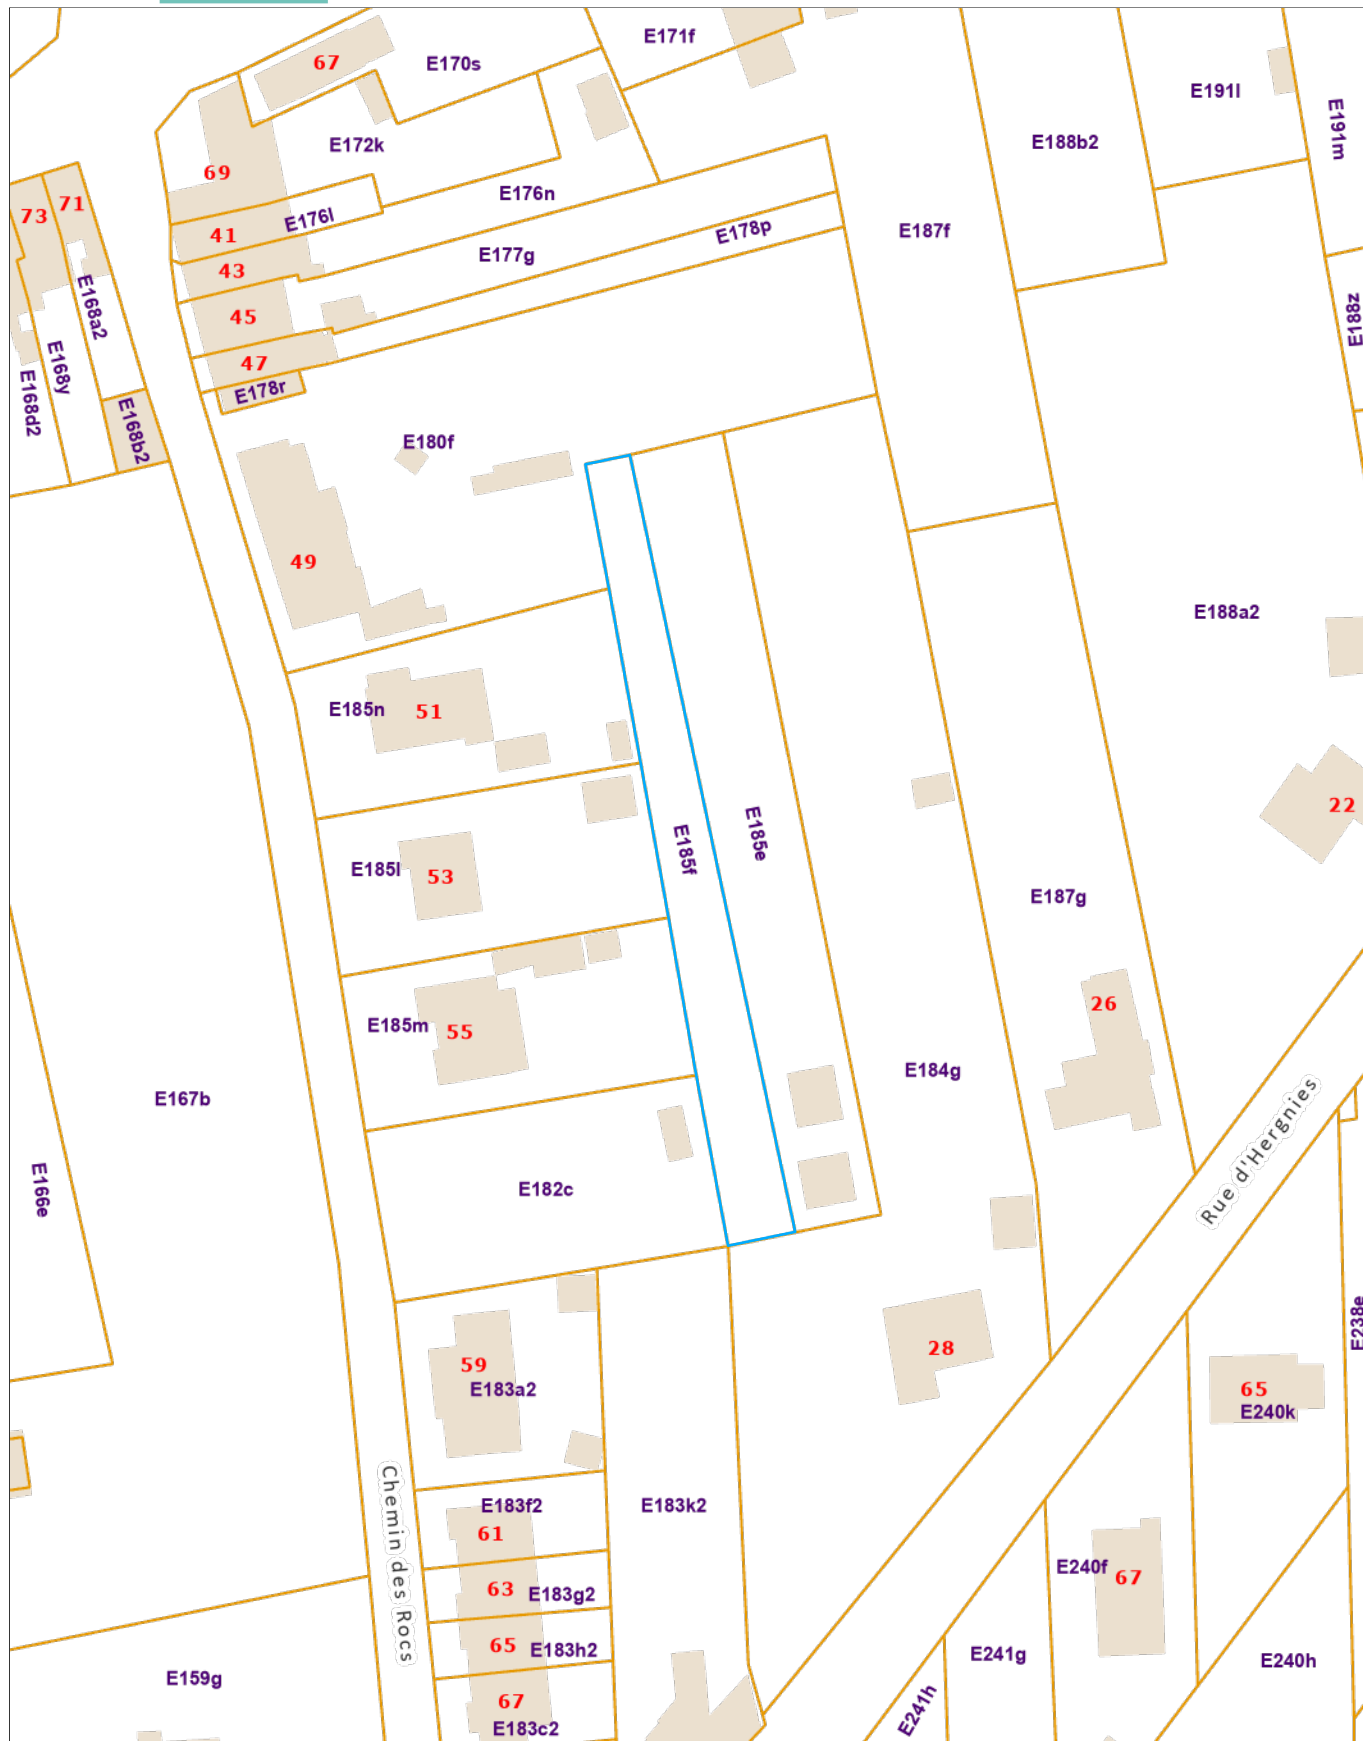 E171f
67
E170s
E191l
E191m
E172k
E188b2
69
71
73
E176n
E176l
41
E187f
E178p
43
E177g
45
E168a2
E188z
47
E168y
E178r
E168d2
E168b2
E180f
49
E188a2
E185n
51
22
E185f
E185e
E185l
53
E187g
26
E185m
55
E184g
E167b
E166e
E182c
Rue d'Hergnies
E238e
28
59
E183a2
65
E240k
Chemin des Rocs
E183f2
61
E183k2
E240f
67
63
E183g2
65
E183h2
E241g
E240h
E159g
67
E183c2
E241h